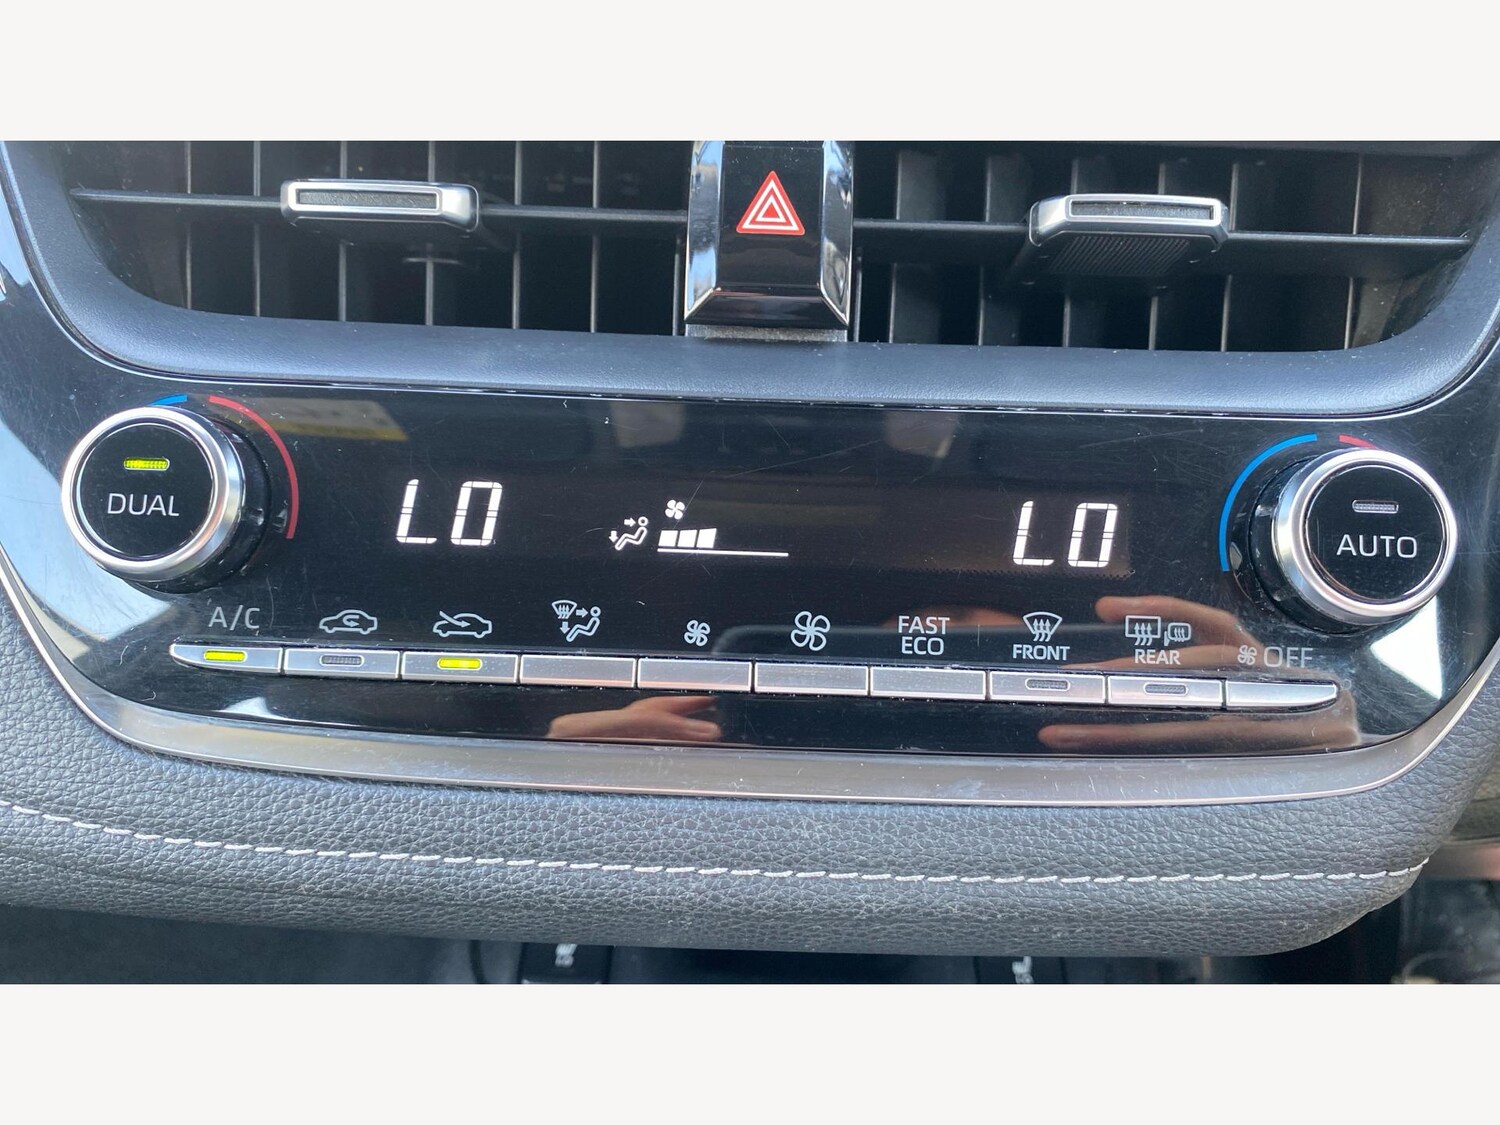 DUAL
LO
LO
AUTO
A/C
FAST
ECO
FRONT
REAR
OFF